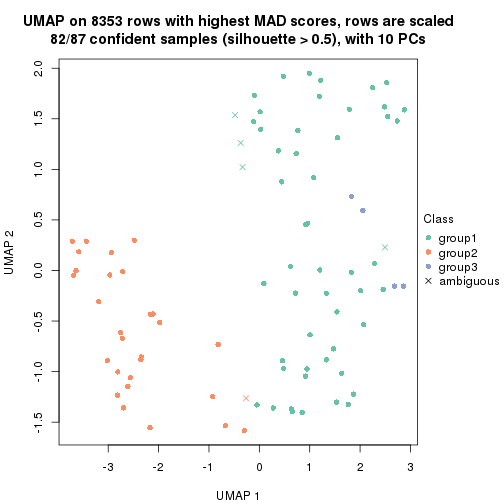 UMAP on 8353 rows with highest MAD scores, rows are scaled
82/87 confident samples (silhouette > 0.5), with 10 PCs
2.0
1.5
1.0
0.5
0.0
-0.5
-1.0
-1.5
UMAP 2
-3
-2
-1
0
1
2
3
UMAP 1
Class
group1
group2
group3
ambiguous